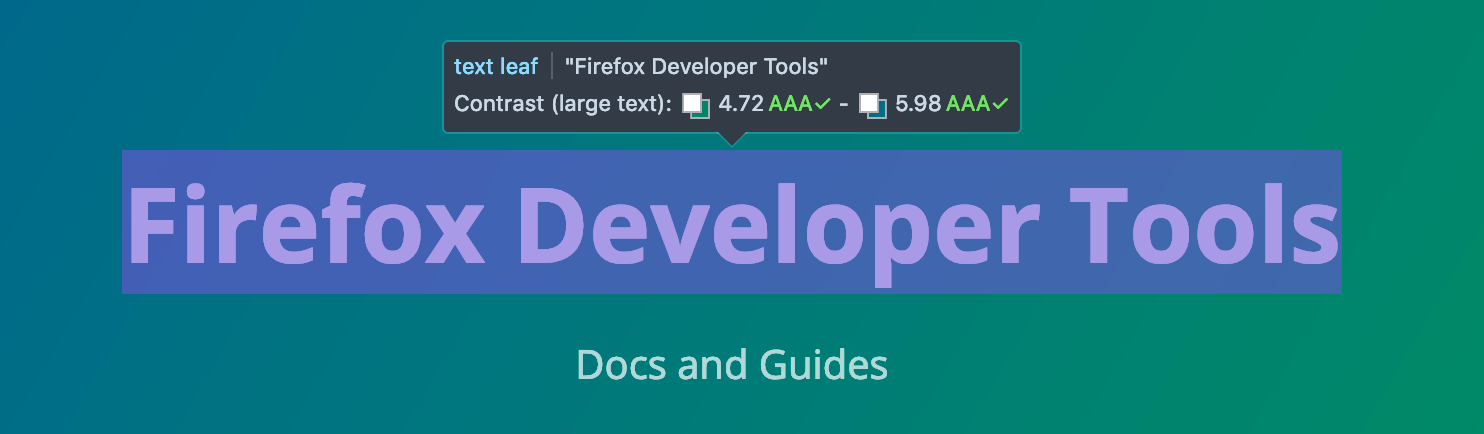 text leaf "Firefox Developer Tools"
Contrast (large text): 4.72 AAA✓ - 5.98 AAA✓
Firefox Developer Tools
Docs and Guides